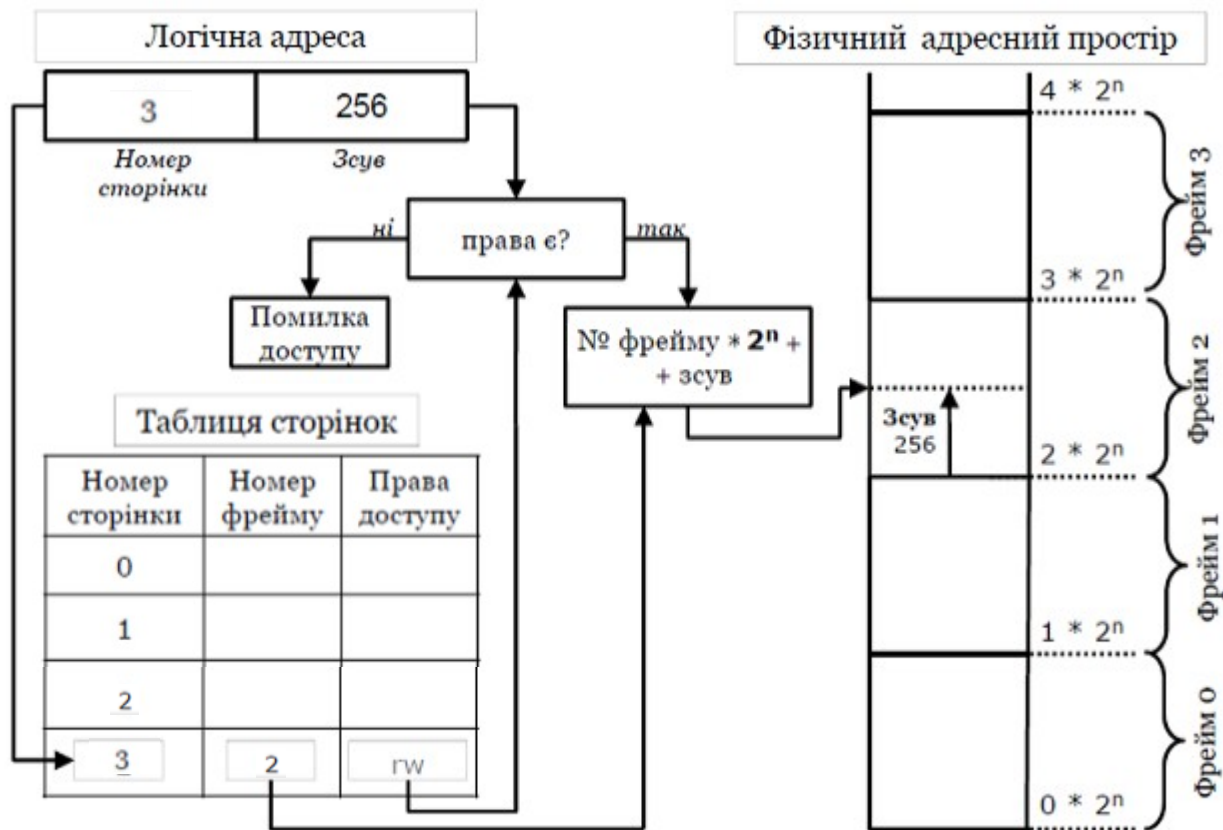 Логічна адреса
3
256
Номер
сторінки
Зсув
права є?
ні
так
Помилка
доступу
№ фрейму * 2ⁿ +
+ зсув
Таблиця сторінок
Номер
сторінки
Номер
фрейму
Права
доступу
0
1
2
3
2
rw
Фізичний адресний простір
4 * 2ⁿ
Фрейм 3
3 * 2ⁿ
Фрейм 2
Зсув
256
2 * 2ⁿ
Фрейм 1
1 * 2ⁿ
Фрейм 0
0 * 2ⁿ